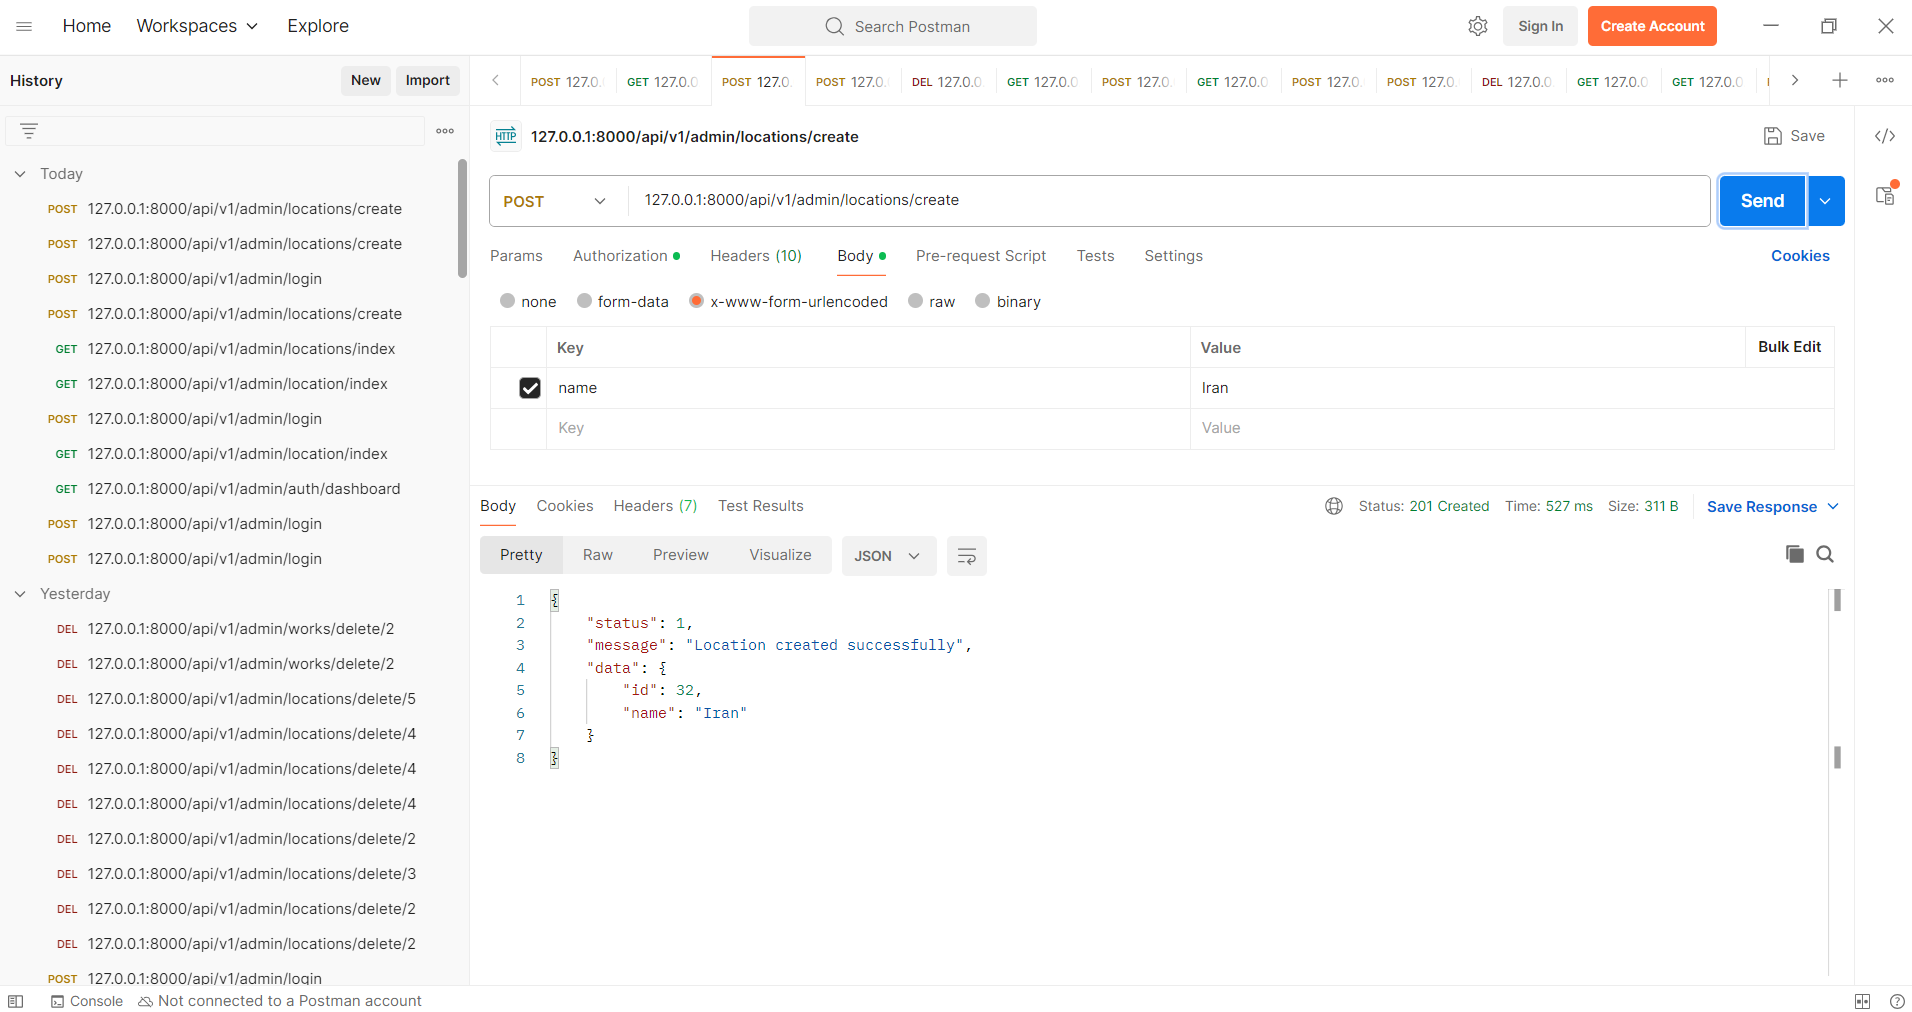 Home Workspaces Explore Search Postman Sign In Create Account
History New Import
POST 127.0. GET 127.0.0 POST 127.0. POST 127.0. DEL 127.0.0. GET 127.0.0 POST 127.0. GET 127.0.0 POST 127.0. POST 127.0. DEL 127.0.0. GET 127.0.0 GET 127.0.0
HTTP 127.0.0.1:8000/api/v1/admin/locations/create Save
POST 127.0.0.1:8000/api/v1/admin/locations/create Send
Params Authorization Headers (10) Body Pre-request Script Tests Settings Cookies
none form-data x-www-form-urlencoded raw binary
Key Value Bulk Edit
name Iran
Key Value
Today
POST 127.0.0.1:8000/api/v1/admin/locations/create
POST 127.0.0.1:8000/api/v1/admin/locations/create
POST 127.0.0.1:8000/api/v1/admin/login
POST 127.0.0.1:8000/api/v1/admin/locations/create
GET 127.0.0.1:8000/api/v1/admin/locations/index
GET 127.0.0.1:8000/api/v1/admin/location/index
POST 127.0.0.1:8000/api/v1/admin/login
GET 127.0.0.1:8000/api/v1/admin/location/index
GET 127.0.0.1:8000/api/v1/admin/auth/dashboard
POST 127.0.0.1:8000/api/v1/admin/login
POST 127.0.0.1:8000/api/v1/admin/login
Yesterday
DEL 127.0.0.1:8000/api/v1/admin/works/delete/2
DEL 127.0.0.1:8000/api/v1/admin/works/delete/2
DEL 127.0.0.1:8000/api/v1/admin/locations/delete/5
DEL 127.0.0.1:8000/api/v1/admin/locations/delete/4
DEL 127.0.0.1:8000/api/v1/admin/locations/delete/4
DEL 127.0.0.1:8000/api/v1/admin/locations/delete/4
DEL 127.0.0.1:8000/api/v1/admin/locations/delete/2
DEL 127.0.0.1:8000/api/v1/admin/locations/delete/3
DEL 127.0.0.1:8000/api/v1/admin/locations/delete/2
DEL 127.0.0.1:8000/api/v1/admin/locations/delete/2
POST 127.0.0.1:8000/api/v1/admin/login
Body Cookies Headers (7) Test Results Status: 201 Created Time: 527 ms Size: 311 B Save Response
Pretty Raw Preview Visualize JSON
1 {
2 "status": 1,
3 "message": "Location created successfully",
4 "data": {
5 "id": 32,
6 "name": "Iran"
7 }
8 }
Console Not connected to a Postman account